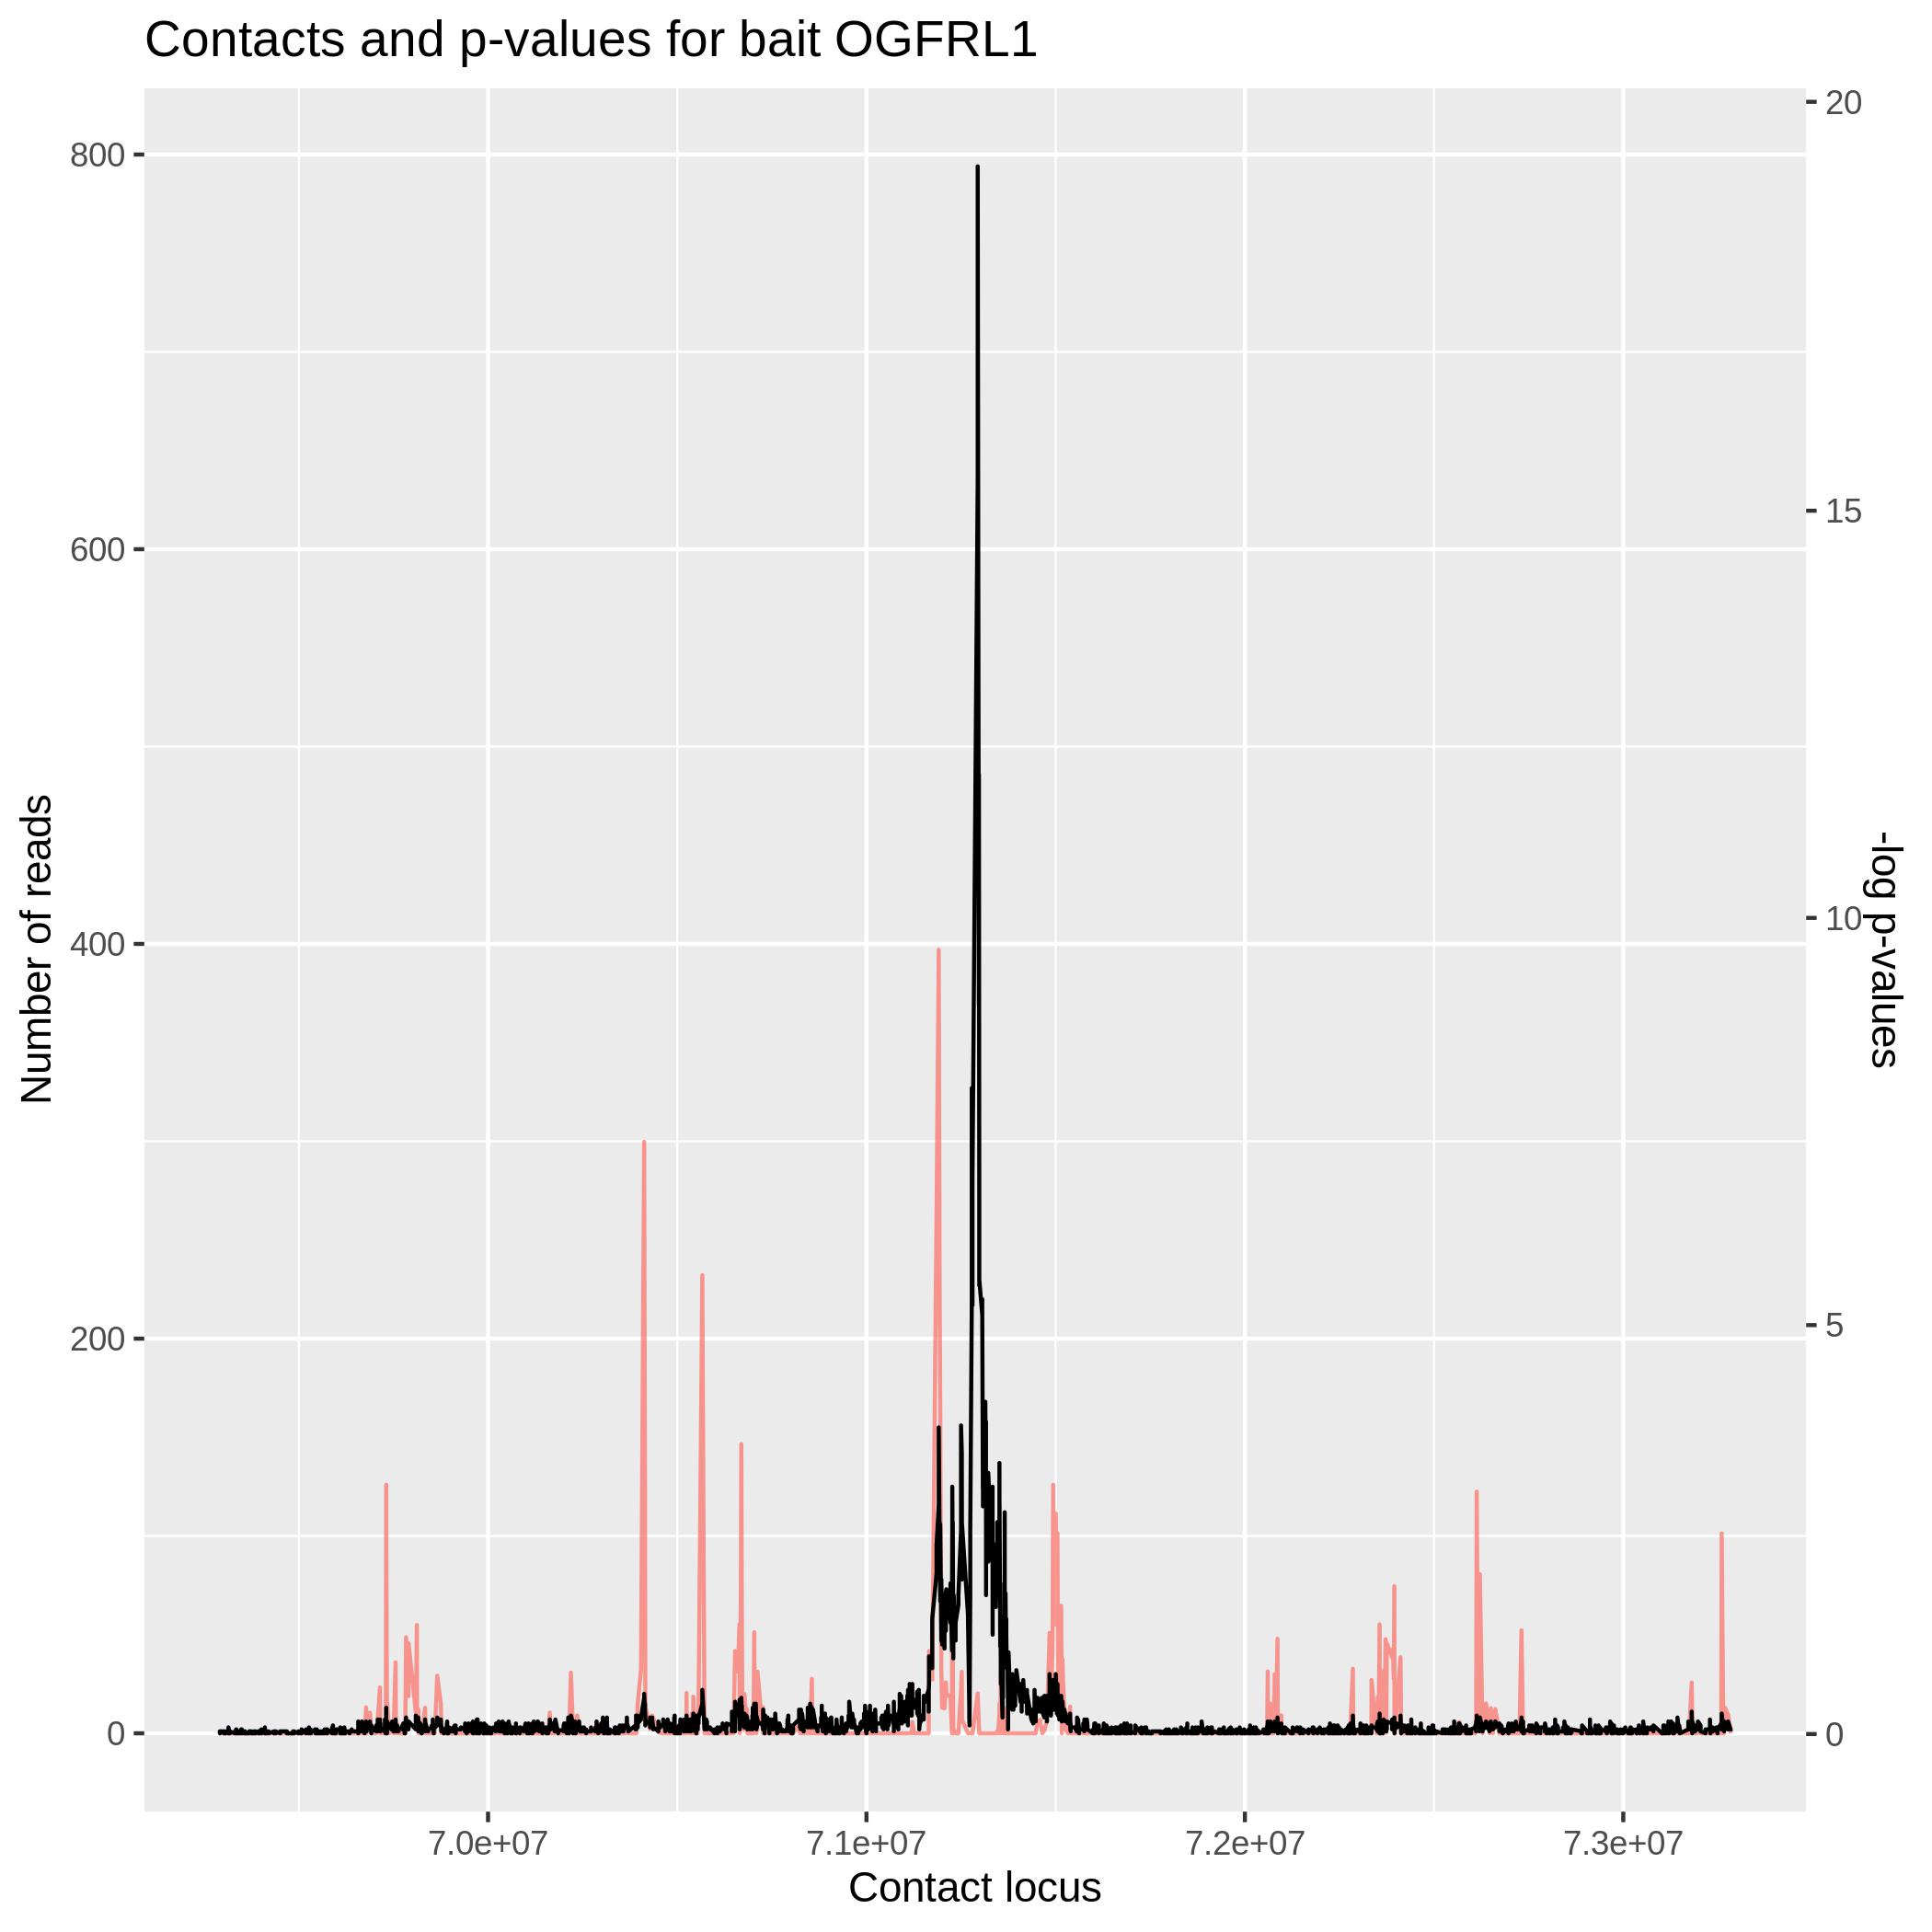 Contacts and p-values for bait OGFRL1
Number of reads
800
600
400
200
0
20
15
10
5
0
-log p-values
7.0e+07
7.1e+07
7.2e+07
7.3e+07
Contact locus